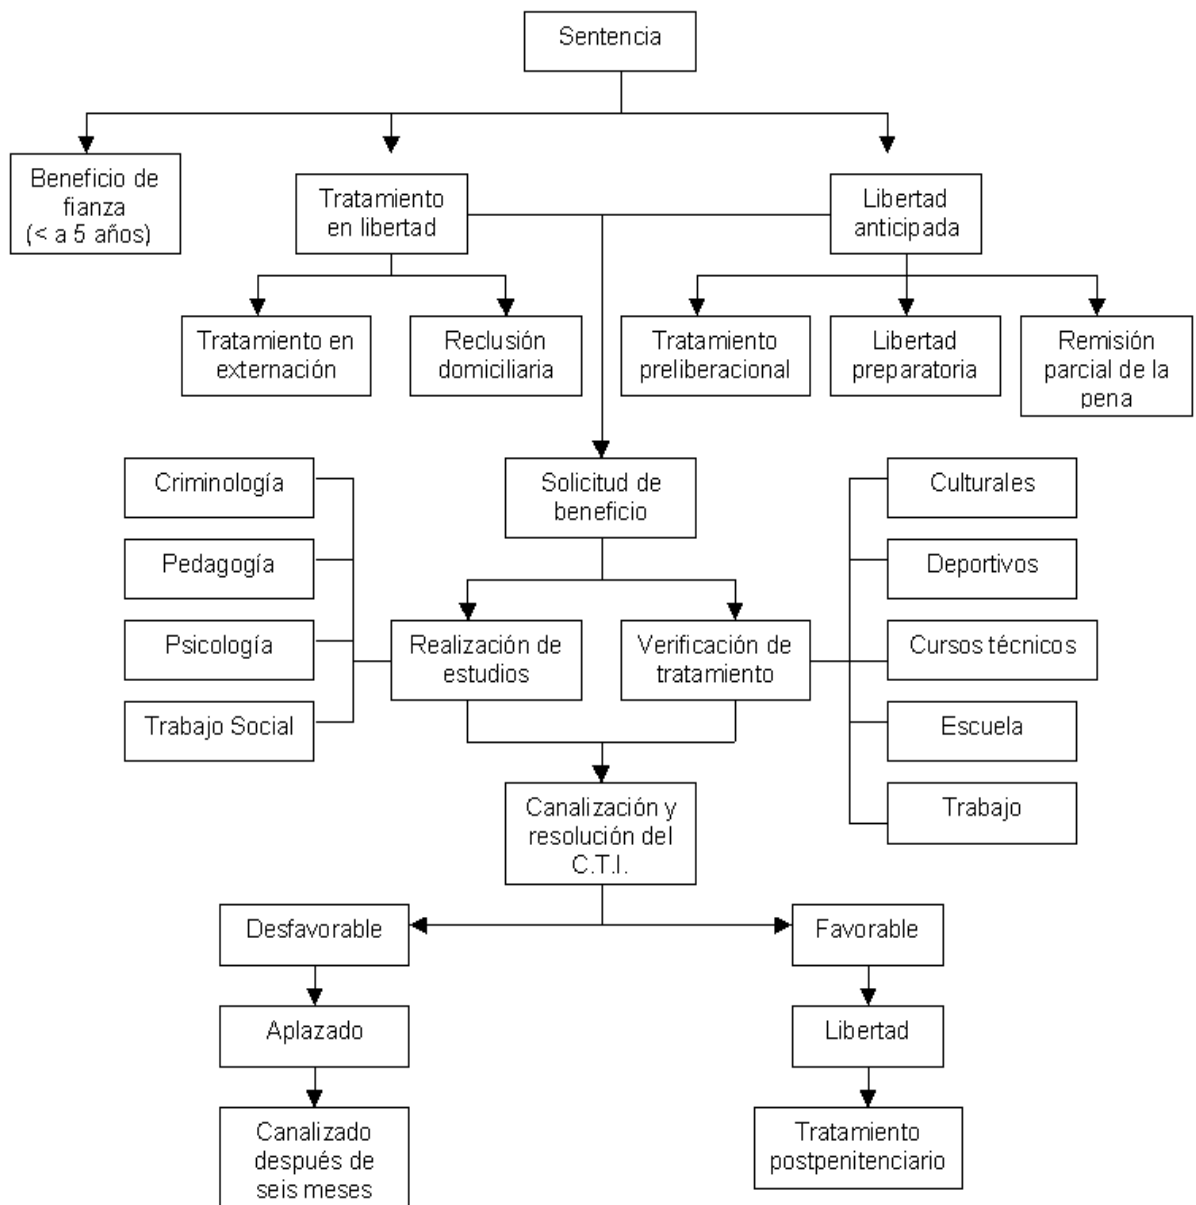 Sentencia
Beneficio de
fianza
(< a 5 años)
Tratamiento
en libertad
Libertad
anticipada
Tratamiento en
externación
Reclusión
domiciliaria
Tratamiento
preliberacional
Libertad
preparatoria
Remisión
parcial de la
pena
Criminología
Pedagogía
Psicología
Trabajo Social
Solicitud de
beneficio
Realización de
estudios
Verificación de
tratamiento
Culturales
Deportivos
Cursos técnicos
Escuela
Trabajo
Canalización y
resolución del
C.T.I.
Desfavorable
Favorable
Aplazado
Libertad
Canalizado
después de
seis meses
Tratamiento
postpenitenciario